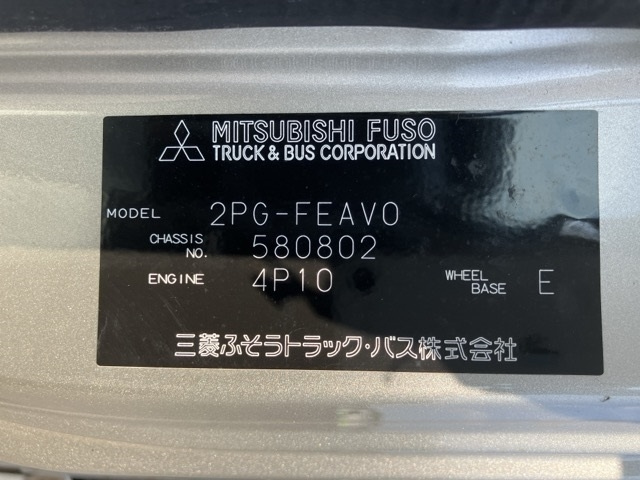 MITSUBISHI FUSO
TRUCK & BUS CORPORATION
MODEL 2PG-FEAV0
CHASSIS NO. 580802
ENGINE 4P10 WHEEL BASE E
三菱ふそうトラック・バス株式会社